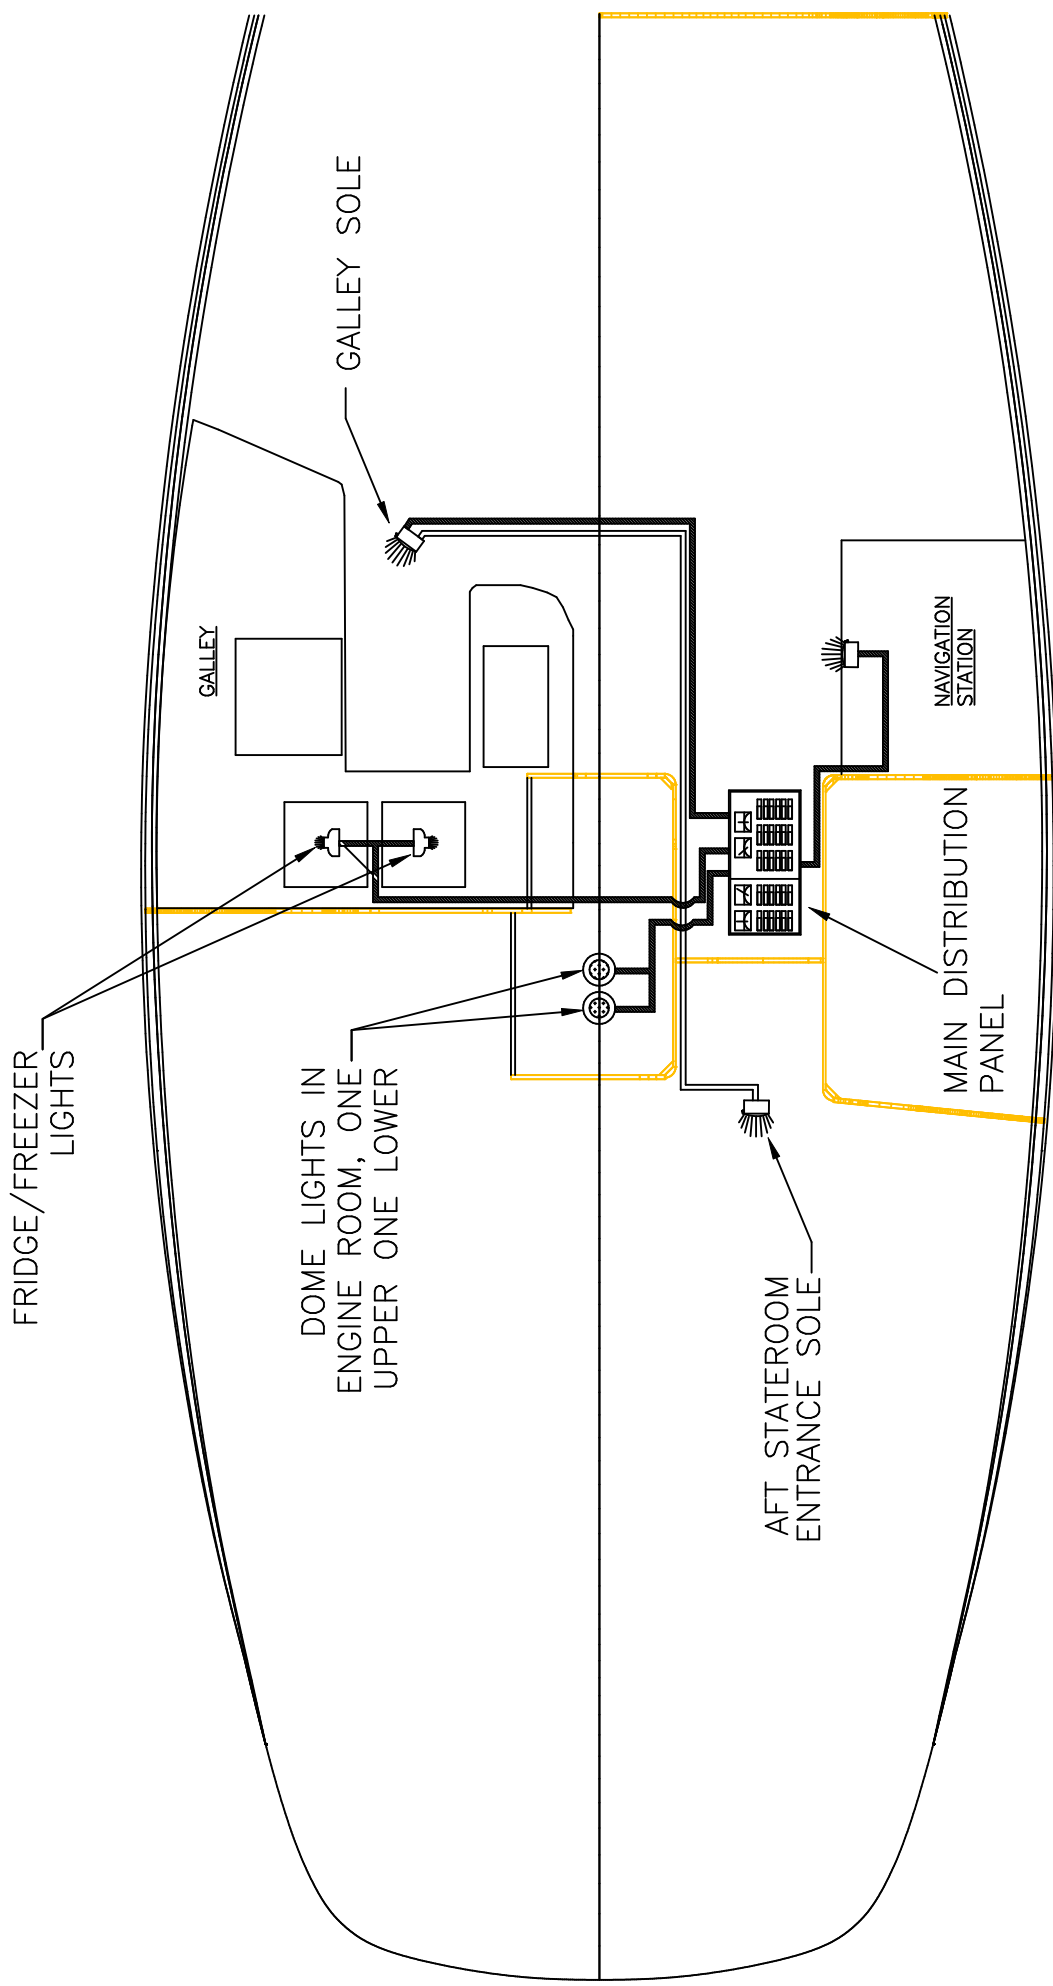 FRIDGE/FREEZER
LIGHTS
DOME LIGHTS IN
ENGINE ROOM, ONE
UPPER ONE LOWER
GALLEY
GALLEY SOLE
AFT STATEROOM
ENTRANCE SOLE
MAIN DISTRIBUTION
PANEL
NAVIGATION
STATION